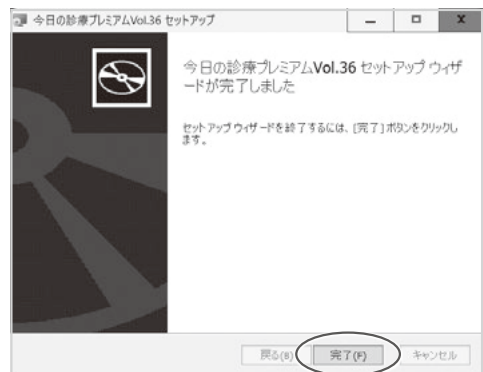 今日の診療プレミアムVol.36 セットアップ
今日の診療プレミアムVol.36 セットアップ ウィザ
ードが完了しました
セットアップ ウィザードを終了するには、[完了] ボタンをクリックし
ます。
戻る(B) 完了(F) キャンセル